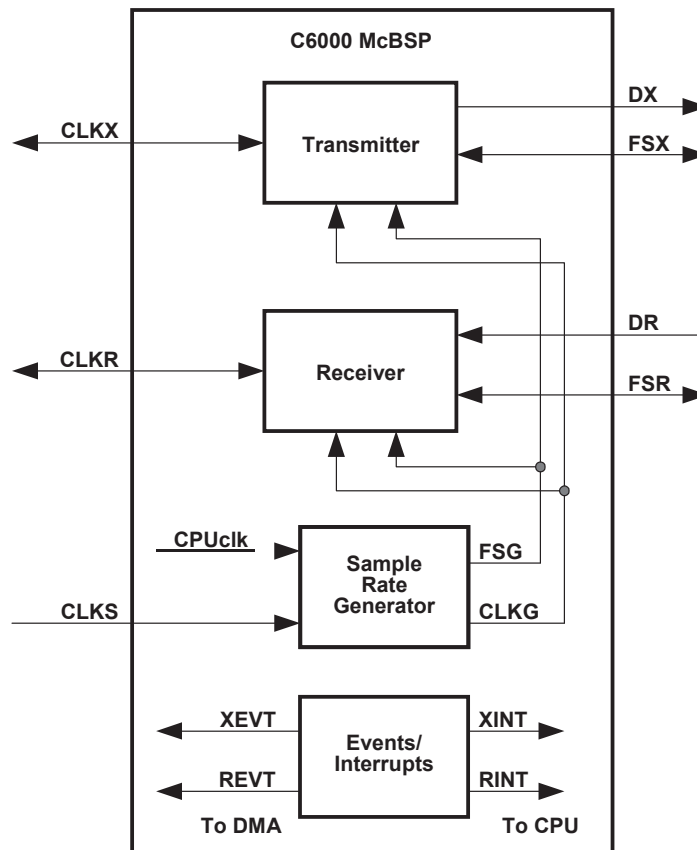 C6000 McBSP
DX
CLKX
Transmitter
FSX
DR
CLKR
Receiver
FSR
CPUclk
FSG
Sample
Rate
Generator
CLKS
CLKG
XEVT
XINT
Events/
Interrupts
REVT
RINT
To DMA
To CPU